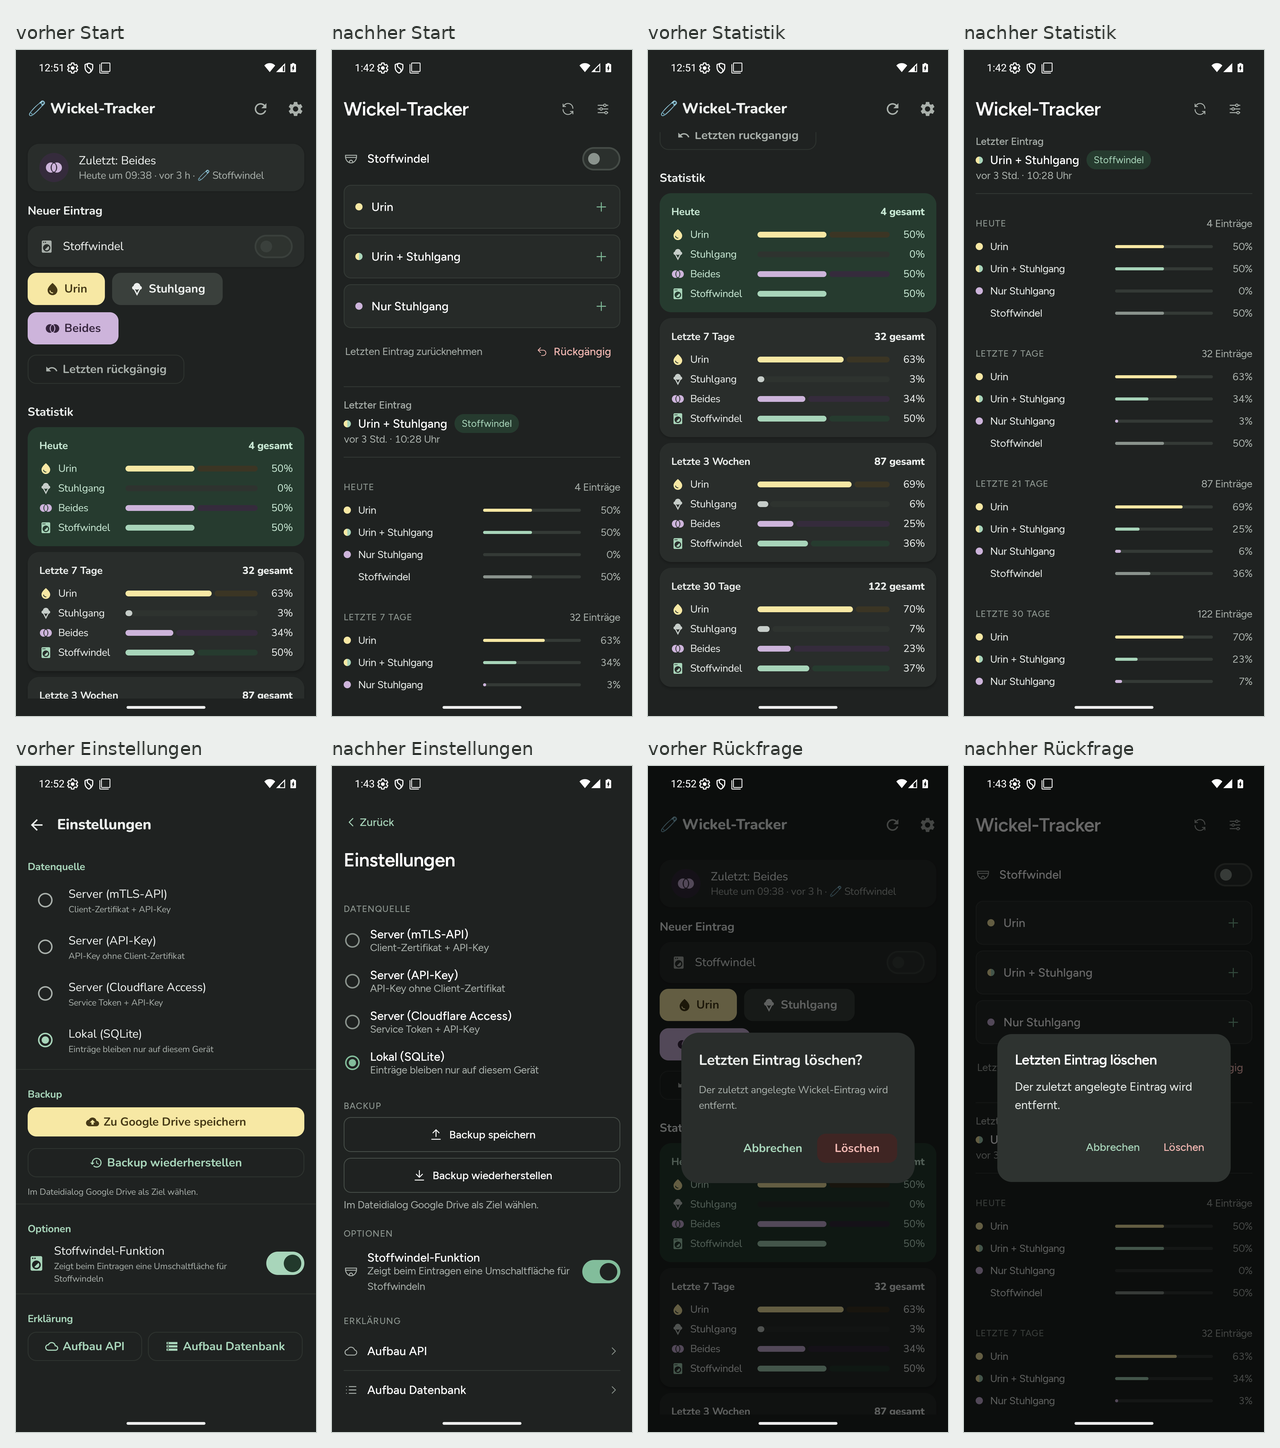 vorher Start
12:51
Wickel-Tracker
Zuletzt: Beides
Heute um 09:38 · vor 3 h · Stoffwindel
Neuer Eintrag
Stoffwindel
Urin
Stuhlgang
Beides
Letzten rückgängig
Statistik
Heute 4 gesamt
Urin 50%
Stuhlgang 0%
Beides 50%
Stoffwindel 50%
Letzte 7 Tage 32 gesamt
Urin 63%
Stuhlgang 3%
Beides 34%
Stoffwindel 50%
Letzte 3 Wochen 87 gesamt
nachher Start
1:42
Wickel-Tracker
Stoffwindel
Urin
Urin + Stuhlgang
Nur Stuhlgang
Letzten Eintrag zurücknehmen Rückgängig
Letzter Eintrag
Urin + Stuhlgang Stoffwindel
vor 3 Std. · 10:28 Uhr
HEUTE 4 Einträge
Urin 50%
Urin + Stuhlgang 50%
Nur Stuhlgang 0%
Stoffwindel 50%
LETZTE 7 TAGE 32 Einträge
Urin 63%
Urin + Stuhlgang 34%
Nur Stuhlgang 3%
vorher Statistik
12:51
Wickel-Tracker
Letzten rückgängig
Statistik
Heute 4 gesamt
Urin 50%
Stuhlgang 0%
Beides 50%
Stoffwindel 50%
Letzte 7 Tage 32 gesamt
Urin 63%
Stuhlgang 3%
Beides 34%
Stoffwindel 50%
Letzte 3 Wochen 87 gesamt
Urin 69%
Stuhlgang 6%
Beides 25%
Stoffwindel 36%
Letzte 30 Tage 122 gesamt
Urin 70%
Stuhlgang 7%
Beides 23%
Stoffwindel 37%
nachher Statistik
1:42
Wickel-Tracker
Letzter Eintrag
Urin + Stuhlgang Stoffwindel
vor 3 Std. · 10:28 Uhr
HEUTE 4 Einträge
Urin 50%
Urin + Stuhlgang 50%
Nur Stuhlgang 0%
Stoffwindel 50%
LETZTE 7 TAGE 32 Einträge
Urin 63%
Urin + Stuhlgang 34%
Nur Stuhlgang 3%
Stoffwindel 50%
LETZTE 21 TAGE 87 Einträge
Urin 69%
Urin + Stuhlgang 25%
Nur Stuhlgang 6%
Stoffwindel 36%
LETZTE 30 TAGE 122 Einträge
Urin 70%
Urin + Stuhlgang 23%
Nur Stuhlgang 7%
vorher Einstellungen
12:52
Einstellungen
Datenquelle
Server (mTLS-API)
Client-Zertifikat + API-Key
Server (API-Key)
API-Key ohne Client-Zertifikat
Server (Cloudflare Access)
Service Token + API-Key
Lokal (SQLite)
Einträge bleiben nur auf diesem Gerät
Backup
Zu Google Drive speichern
Backup wiederherstellen
Im Dateidialog Google Drive als Ziel wählen.
Optionen
Stoffwindel-Funktion
Zeigt beim Eintragen eine Umschaltfläche für
Stoffwindeln
Erklärung
Aufbau API
Aufbau Datenbank
nachher Einstellungen
1:43
Zurück
Einstellungen
DATENQUELLE
Server (mTLS-API)
Client-Zertifikat + API-Key
Server (API-Key)
API-Key ohne Client-Zertifikat
Server (Cloudflare Access)
Service Token + API-Key
Lokal (SQLite)
Einträge bleiben nur auf diesem Gerät
BACKUP
Backup speichern
Backup wiederherstellen
Im Dateidialog Google Drive als Ziel wählen.
OPTIONEN
Stoffwindel-Funktion
Zeigt beim Eintragen eine Umschaltfläche für
Stoffwindeln
ERKLÄRUNG
Aufbau API
Aufbau Datenbank
vorher Rückfrage
12:52
Wickel-Tracker
Zuletzt: Beides
Heute um 09:38 · vor 3 h · Stoffwindel
Neuer Eintrag
Stoffwindel
Urin
Stuhlgang
Letzten Eintrag löschen?
Der zuletzt angelegte Wickel-Eintrag wird
entfernt.
Abbrechen
Löschen
Urin 50%
Stuhlgang 0%
Beides 50%
Stoffwindel 50%
Letzte 7 Tage 32 gesamt
Urin 63%
Stuhlgang 3%
Beides 34%
Stoffwindel 50%
Letzte 3 Wochen 87 gesamt
nachher Rückfrage
1:43
Wickel-Tracker
Stoffwindel
Urin
Urin + Stuhlgang
Nur Stuhlgang
Letzten Eintrag löschen
Der zuletzt angelegte Eintrag wird
entfernt.
Abbrechen
Löschen
HEUTE 4 Einträge
Urin 50%
Urin + Stuhlgang 50%
Nur Stuhlgang 0%
Stoffwindel 50%
LETZTE 7 TAGE 32 Einträge
Urin 63%
Urin + Stuhlgang 34%
Nur Stuhlgang 3%